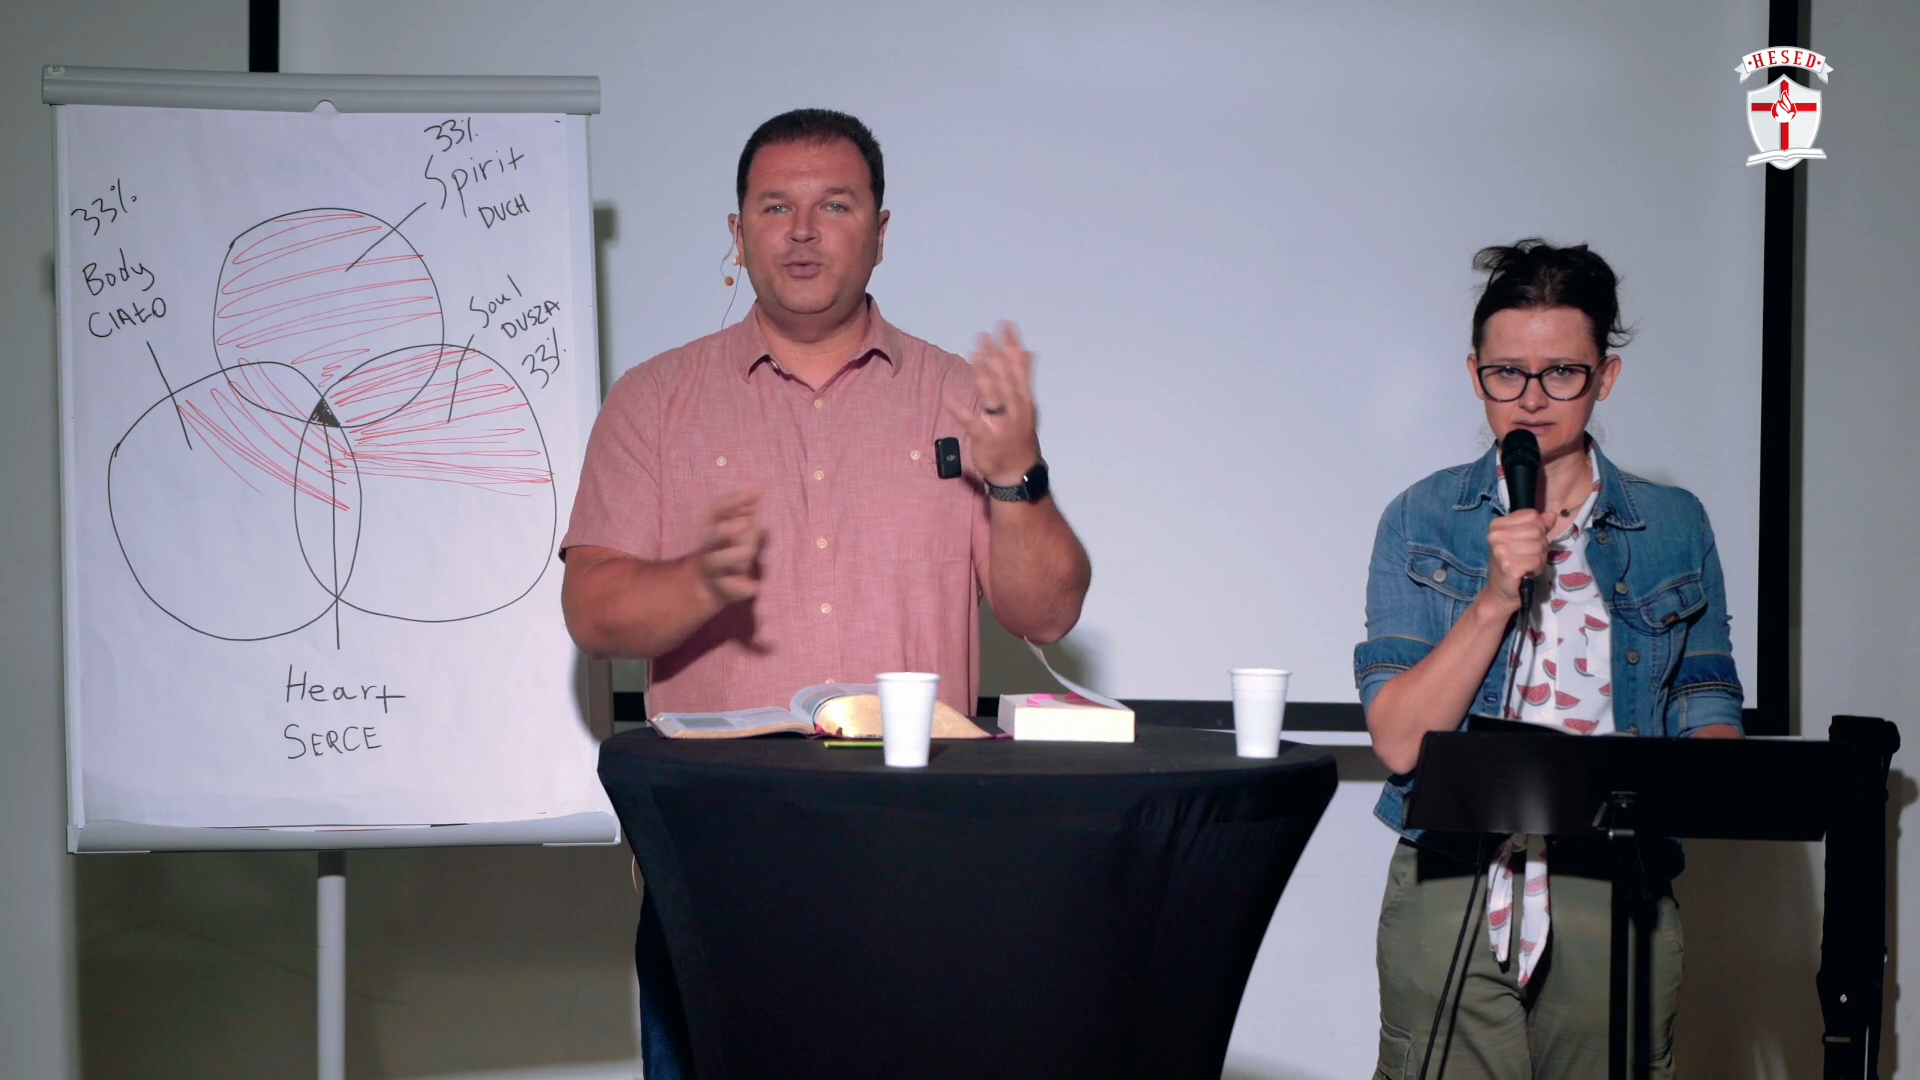 33%
Spirit
DUCH
33%
Body
CIAŁO
Soul
DUSZA
33%
Heart
SERCE
·HESED·